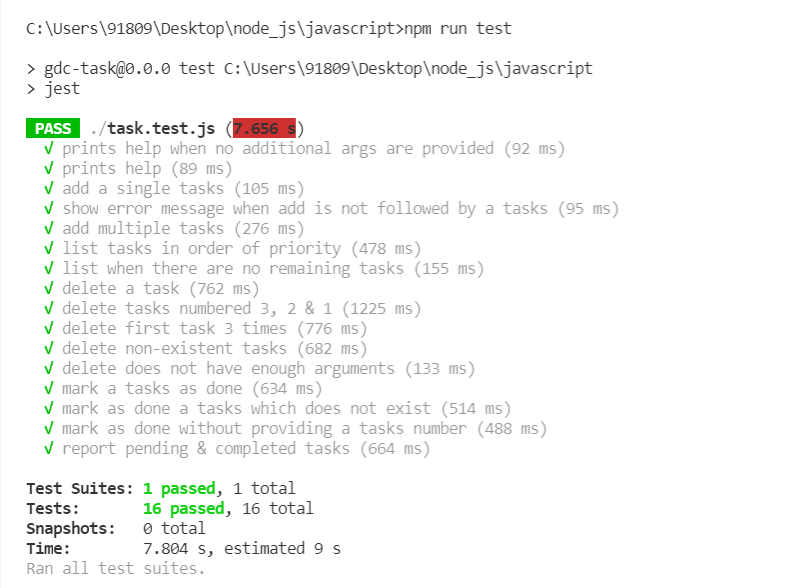 C:\Users\91809\Desktop\node_js\javascript>npm run test
> gdc-task@0.0.0 test C:\Users\91809\Desktop\node_js\javascript
> jest
PASS ./task.test.js (7.656 s)
√ prints help when no additional args are provided (92 ms)
√ prints help (89 ms)
√ add a single tasks (105 ms)
√ show error message when add is not followed by a tasks (95 ms)
√ add multiple tasks (276 ms)
√ list tasks in order of priority (478 ms)
√ list when there are no remaining tasks (155 ms)
√ delete a task (762 ms)
√ delete tasks numbered 3, 2 & 1 (1225 ms)
√ delete first task 3 times (776 ms)
√ delete non-existent tasks (682 ms)
√ delete does not have enough arguments (133 ms)
√ mark a tasks as done (634 ms)
√ mark as done a tasks which does not exist (514 ms)
√ mark as done without providing a tasks number (488 ms)
√ report pending & completed tasks (664 ms)
Test Suites: 1 passed, 1 total
Tests: 16 passed, 16 total
Snapshots: 0 total
Time: 7.804 s, estimated 9 s
Ran all test suites.